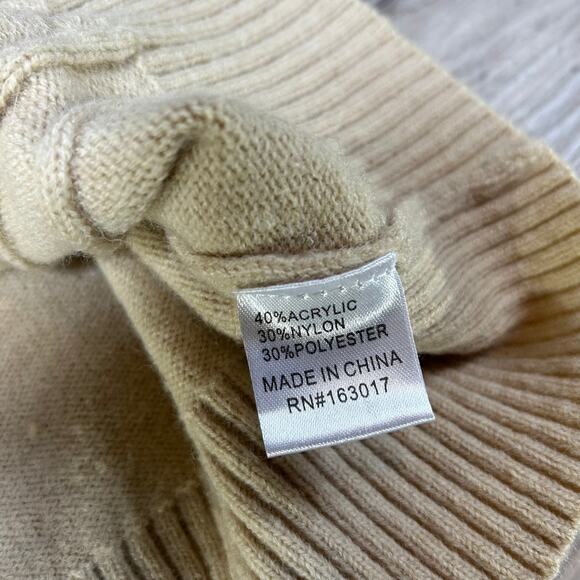 40%ACRYLIC
30%NYLON
30%POLYESTER
MADE IN CHINA
RN#163017